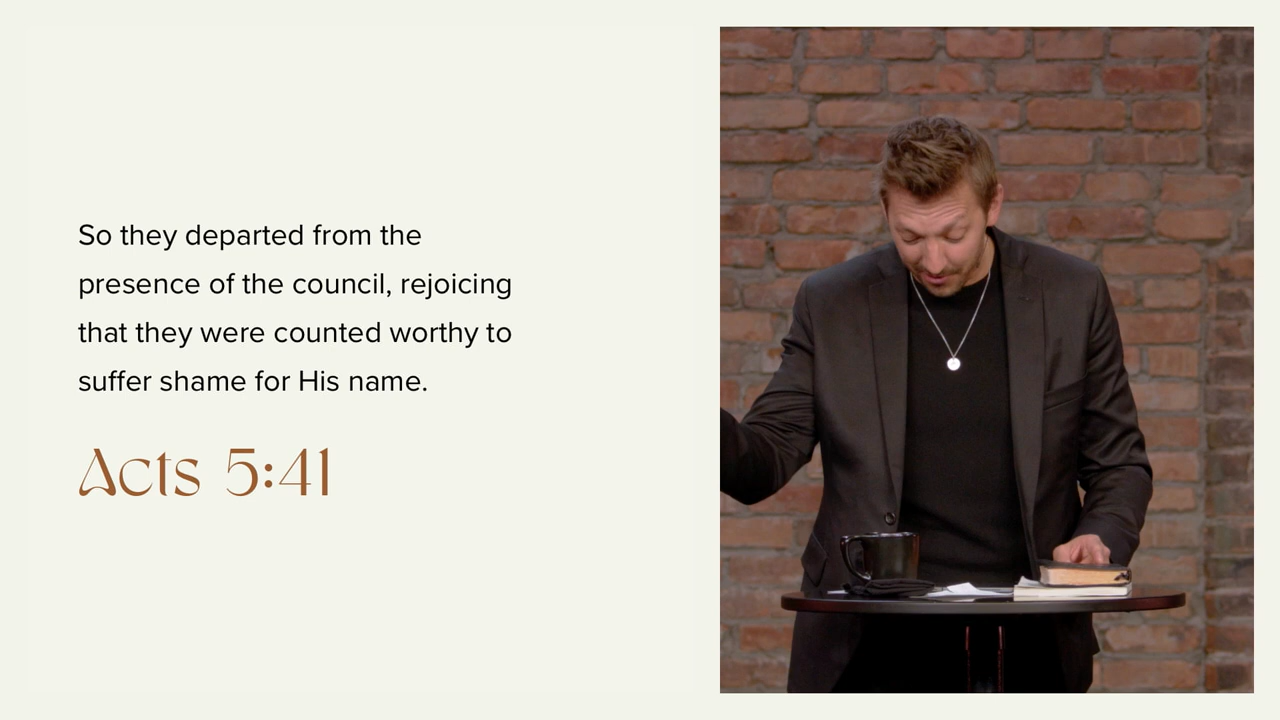 So they departed from the
presence of the council, rejoicing
that they were counted worthy to
suffer shame for His name.
Acts 5:41